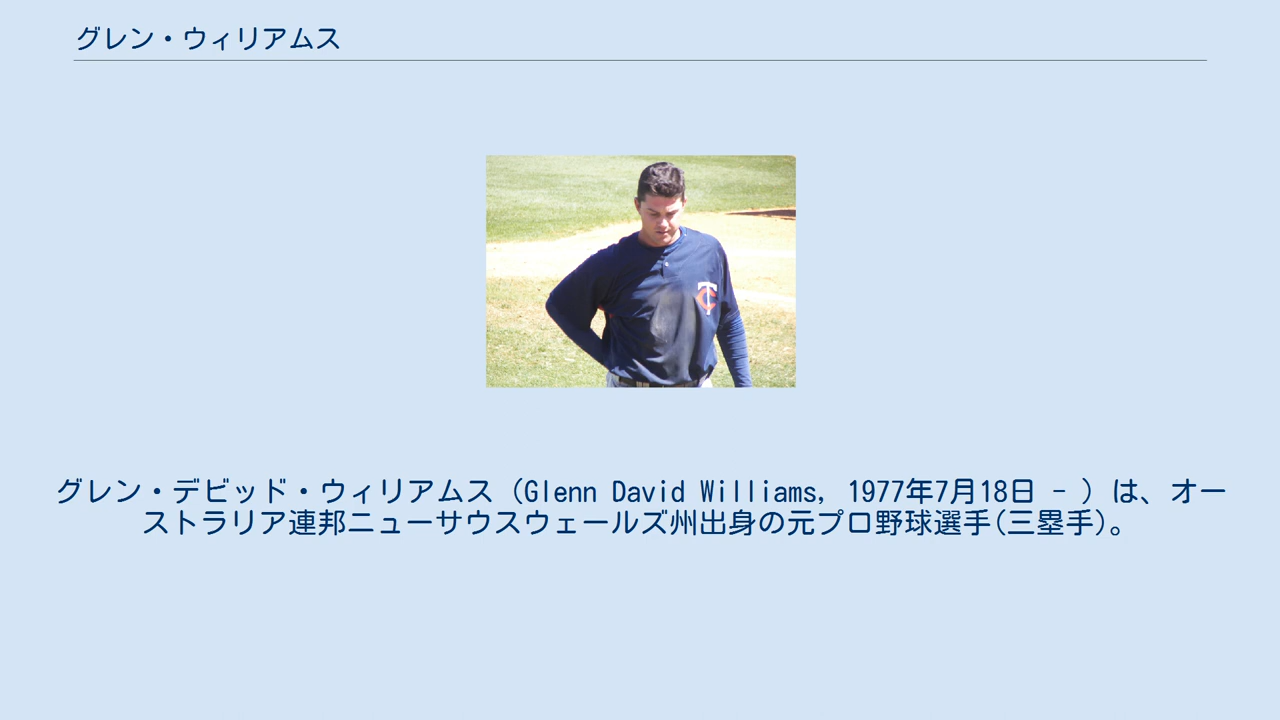 グレン・ウィリアムス
グレン・デビッド・ウィリアムス（Glenn David Williams, 1977年7月18日 - ）は、オー
ストラリア連邦ニューサウスウェールズ州出身の元プロ野球選手(三塁手)。